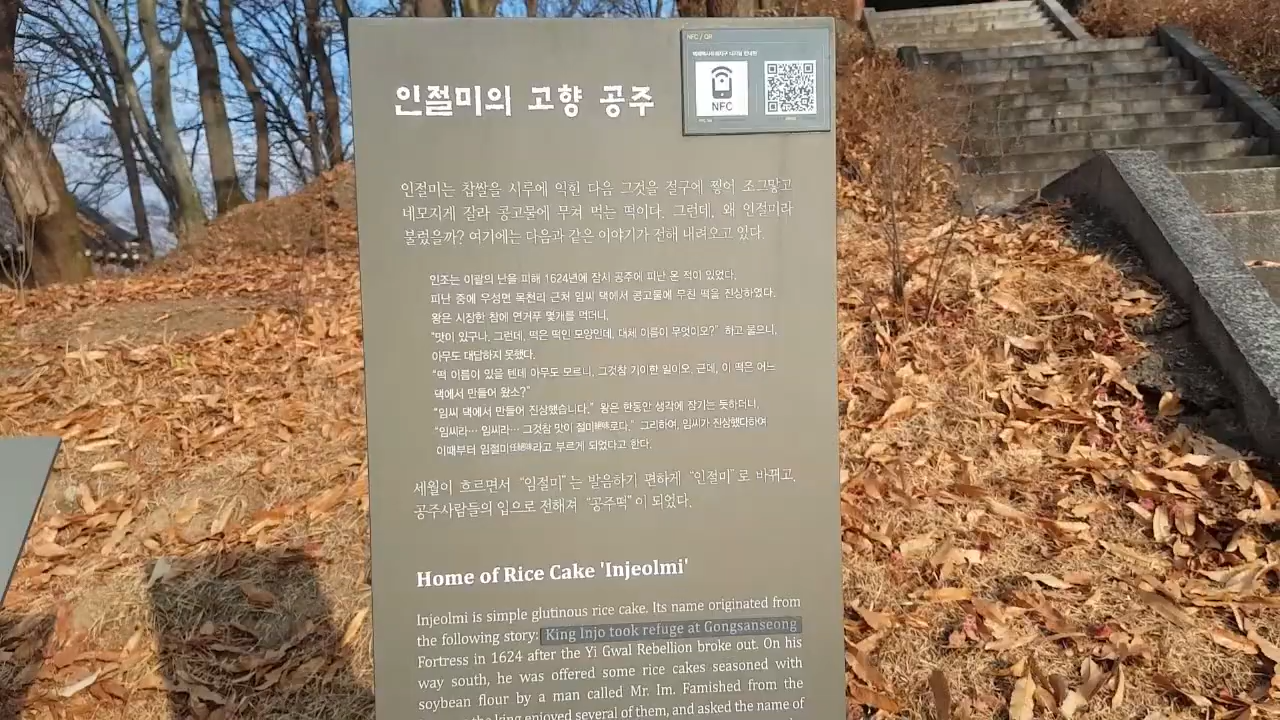 NFC / QR
NFC
인절미의 고향 공주
인절미는 찹쌀을 시루에 익힌 다음 그것을 절구에 찧어 조그맣고
네모지게 잘라 콩고물에 무쳐 먹는 떡이다. 그런데, 왜 인절미라
불렀을까? 여기에는 다음과 같은 이야기가 전해 내려오고 있다.
인조는 이괄의 난을 피해 1624년에 잠시 공주에 피난 온 적이 있었다.
피난 중에 우성면 목천리 근처 임씨 댁에서 콩고물에 무친 떡을 진상하였다.
왕은 시장한 참에 연거푸 몇개를 먹더니,
"맛이 있구나. 그런데, 떡은 떡인 모양인데, 대체 이름이 무엇이오?" 하고 물으니,
아무도 대답하지 못했다.
"떡 이름이 있을 텐데 아무도 모르니, 그것참 기이한 일이오. 근데, 이 떡은 어느
댁에서 만들어 왔소?"
"임씨 댁에서 만들어 진상했습니다." 왕은 한동안 생각에 잠기는 듯하더니,
"임씨라… 임씨라… 그것참 맛이 절미絶味로다." 그리하여, 임씨가 진상했다하여
이때부터 임절미任絶味라고 부르게 되었다고 한다.
세월이 흐르면서 "임절미"는 발음하기 편하게 "인절미"로 바뀌고,
공주사람들의 입으로 전해져 "공주떡"이 되었다.
Home of Rice Cake 'Injeolmi'
Injeolmi is simple glutinous rice cake. Its name originated from
the following story: King Injo took refuge at Gongsanseong
Fortress in 1624 after the Yi Gwal Rebellion broke out. On his
way south, he was offered some rice cakes seasoned with
soybean flour by a man called Mr. Im. Famished from the
the king enjoyed several of them, and asked the name of